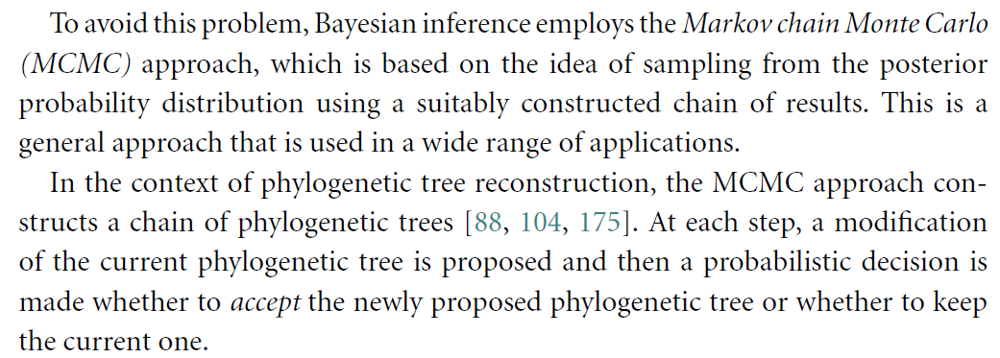 To avoid this problem, Bayesian inference employs the Markov chain Monte Carlo
(MCMC) approach, which is based on the idea of sampling from the posterior
probability distribution using a suitably constructed chain of results. This is a
general approach that is used in a wide range of applications.
In the context of phylogenetic tree reconstruction, the MCMC approach con-
structs a chain of phylogenetic trees [88, 104, 175]. At each step, a modification
of the current phylogenetic tree is proposed and then a probabilistic decision is
made whether to accept the newly proposed phylogenetic tree or whether to keep
the current one.